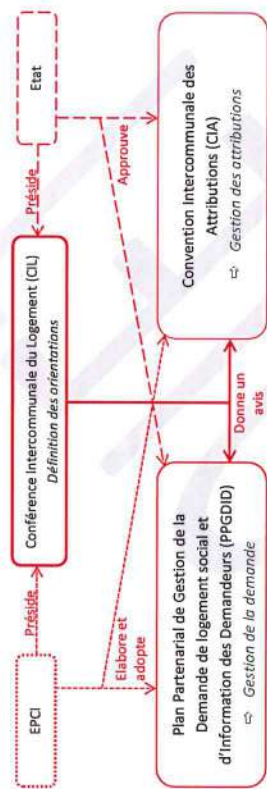 EPCI
Préside
Conférence Intercommunale du Logement (CIL)
Définition des orientations
Préside
Etat
Elabore et
adopte
Approuve
Plan Partenarial de Gestion de la
Demande de logement social et
d'Information des Demandeurs (PPGDID)
⇨ Gestion de la demande
Donne un
avis
Convention Intercommunale des
Attributions (CIA)
⇨ Gestion des attributions